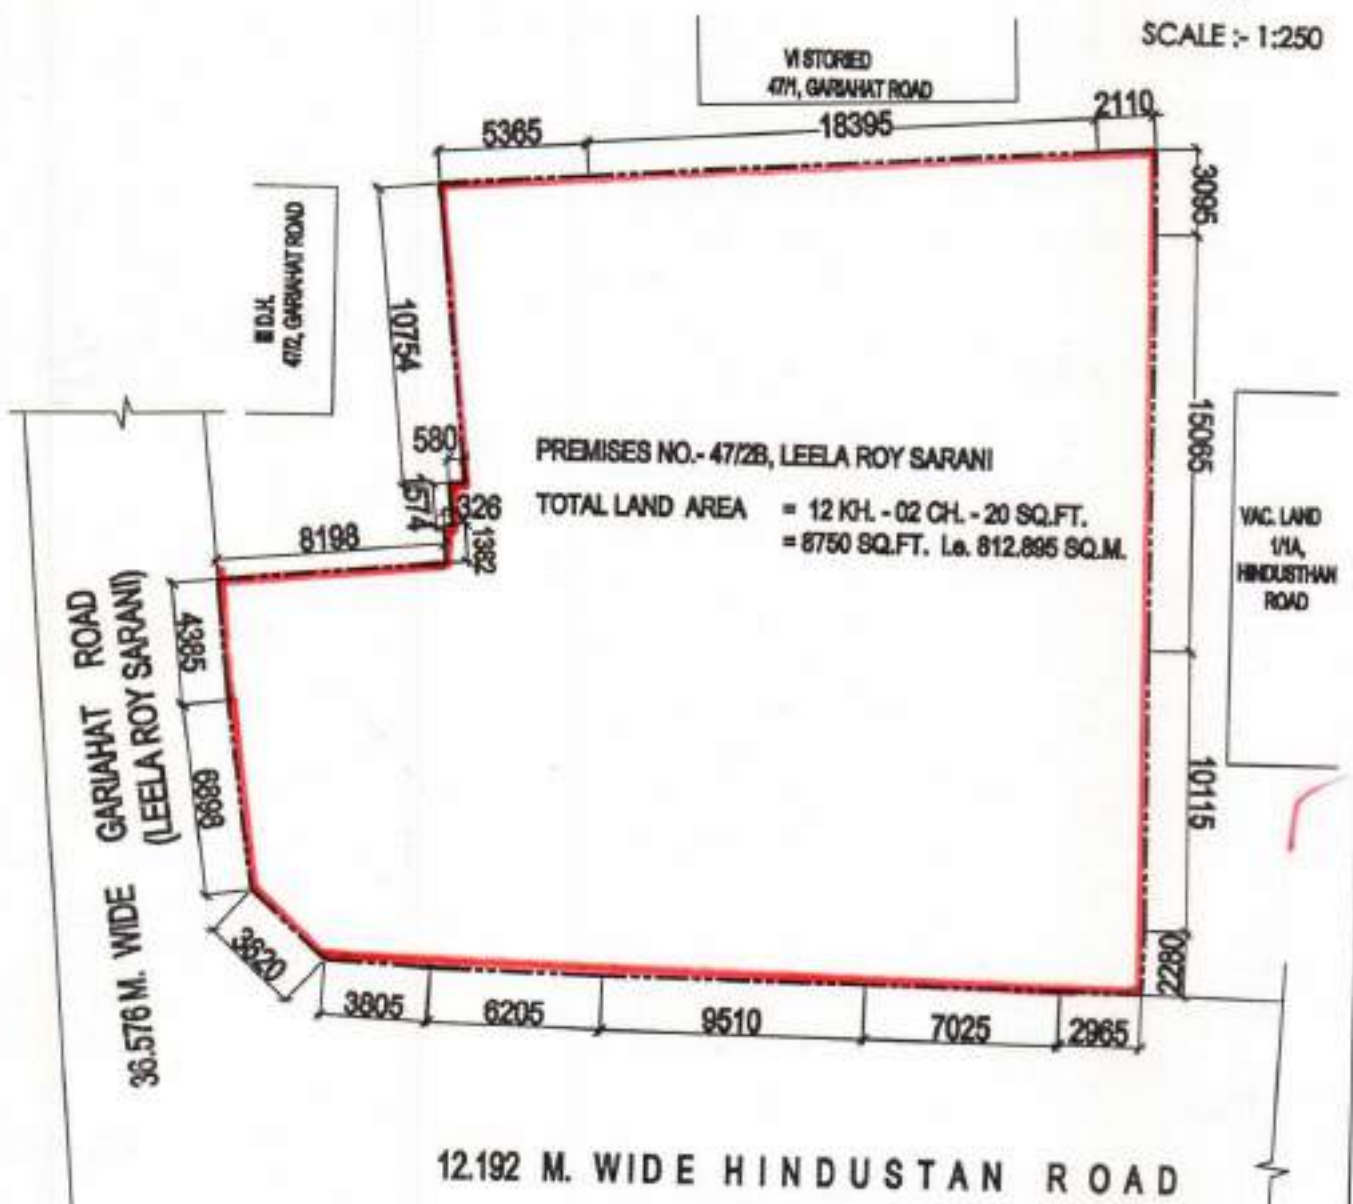 SCALE :- 1:250
VI STORIED
47/1, GARIAHAT ROAD
5365
18395
2110
3095
15065
10115
2280
III D.H.
47/2, GARIAHAT ROAD
10754
580
1574
326
1382
8198
PREMISES NO.- 47/2B, LEELA ROY SARANI
TOTAL LAND AREA = 12 KH. - 02 CH. - 20 SQ.FT.
= 8750 SQ.FT. i.e. 812.895 SQ.M.
VAC. LAND
1/1A,
HINDUSTHAN
ROAD
4385
6898
3620
3805
6205
9510
7025
2965
36.576 M. WIDE GARIAHAT ROAD
(LEELA ROY SARANI)
12.192 M. WIDE HINDUSTAN ROAD